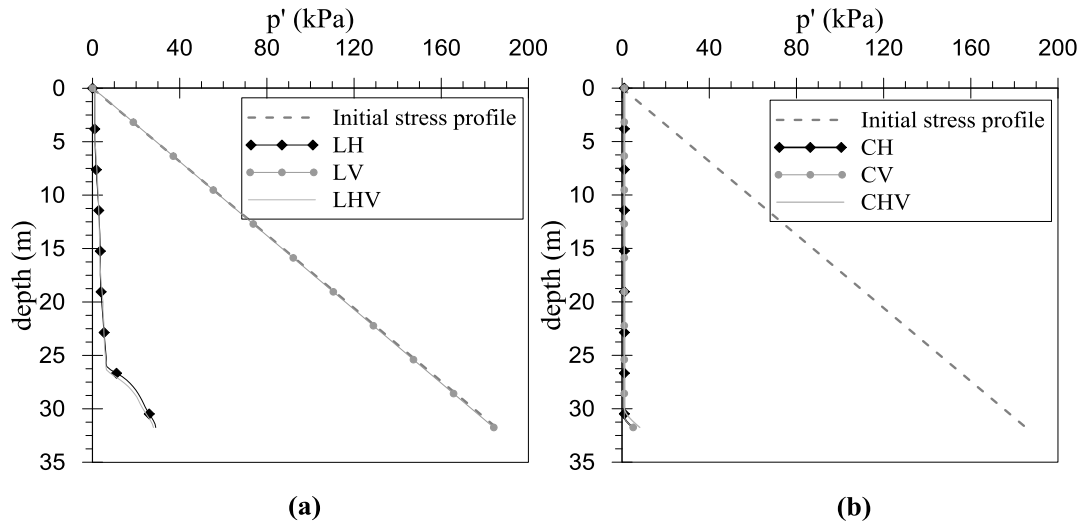 p' (kPa)
0 40 80 120 160 200
0
5
10
15
20
25
30
35
depth (m)
Initial stress profile
LH
LV
LHV
(a)
p' (kPa)
0 40 80 120 160 200
0
5
10
15
20
25
30
35
depth (m)
Initial stress profile
CH
CV
CHV
(b)